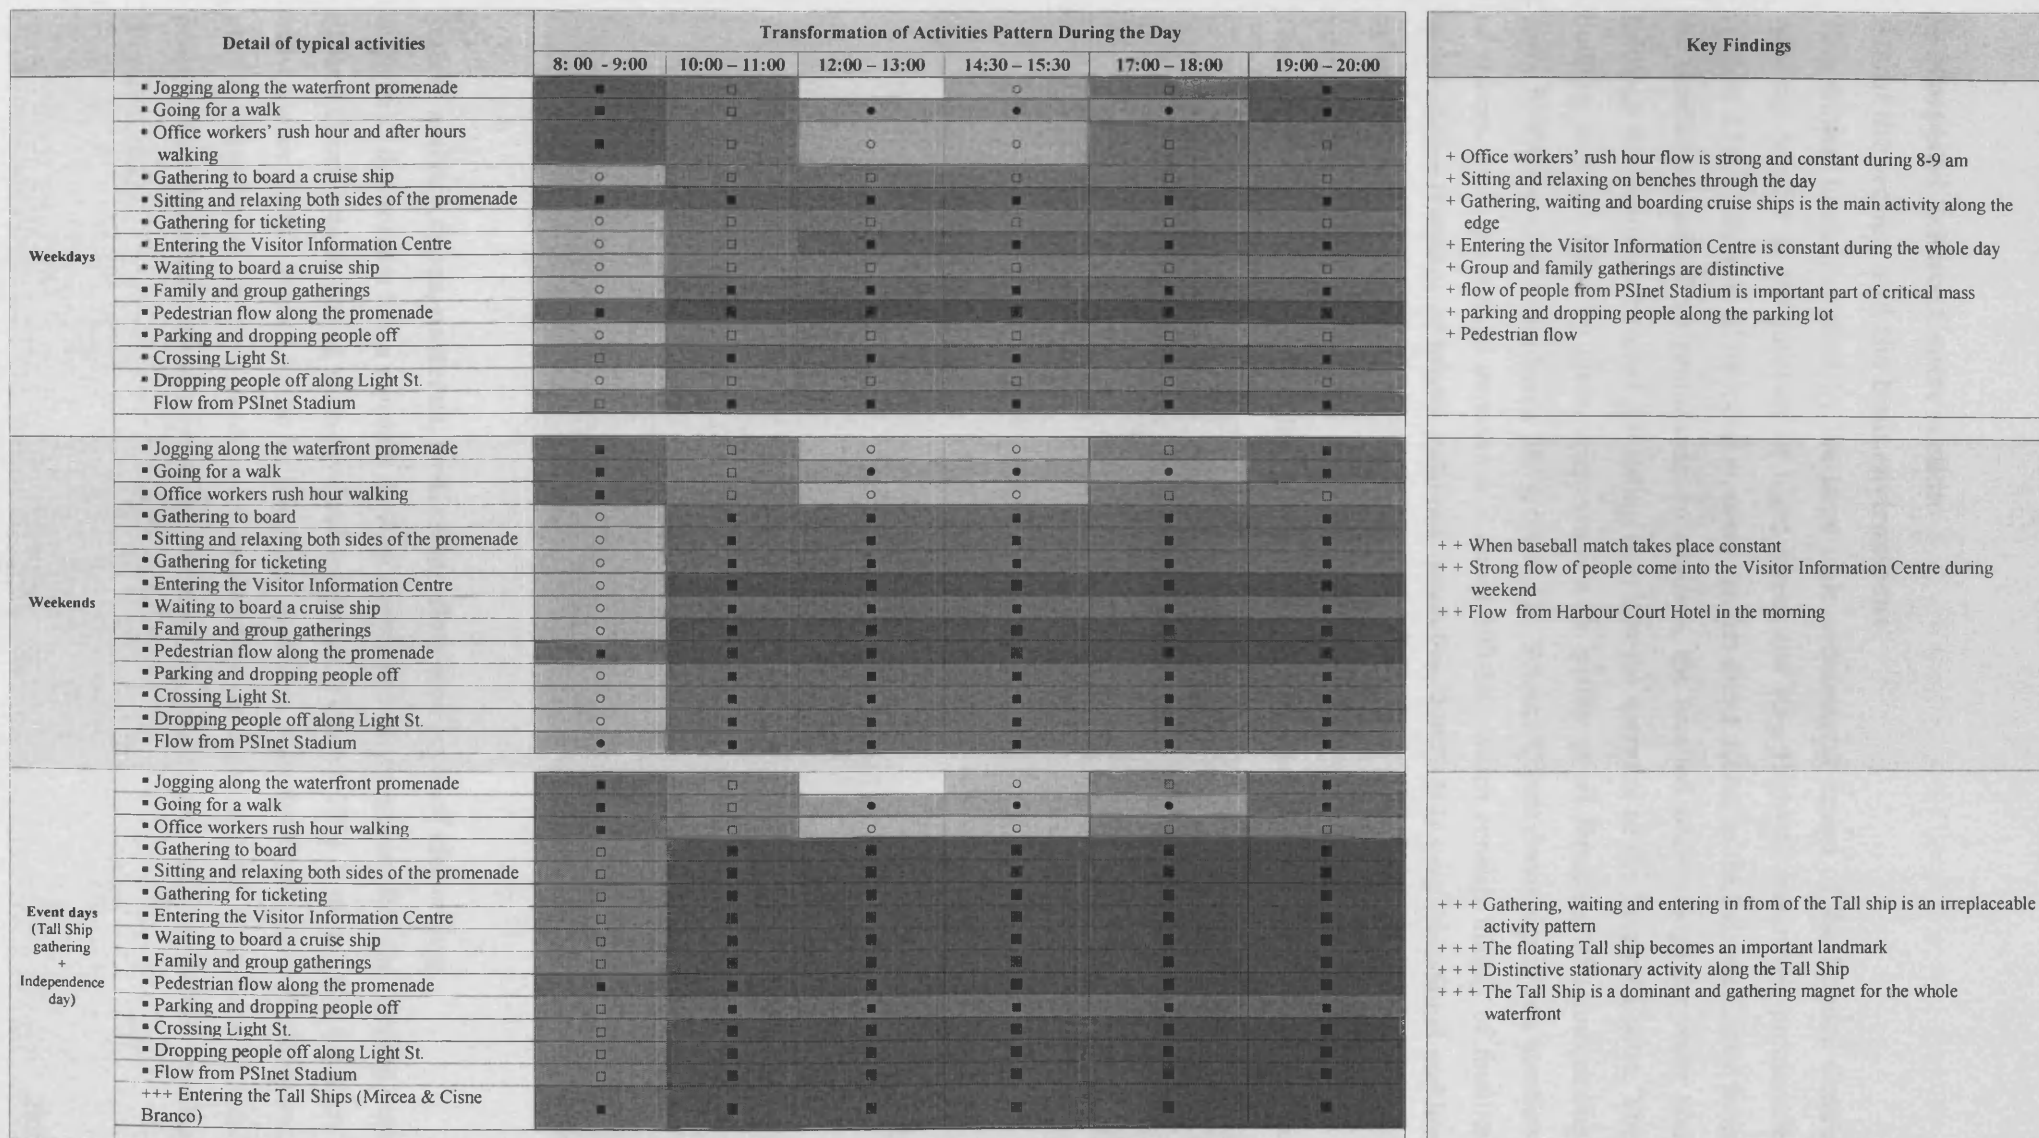 Detail of typical activities
Transformation of Activities Pattern During the Day
Key Findings
8: 00 - 9:00
10:00 – 11:00
12:00 – 13:00
14:30 – 15:30
17:00 – 18:00
19:00 – 20:00
Weekdays
▪ Jogging along the waterfront promenade
▪ Going for a walk
▪ Office workers' rush hour and after hours
walking
▪ Gathering to board a cruise ship
▪ Sitting and relaxing both sides of the promenade
▪ Gathering for ticketing
▪ Entering the Visitor Information Centre
▪ Waiting to board a cruise ship
▪ Family and group gatherings
▪ Pedestrian flow along the promenade
▪ Parking and dropping people off
▪ Crossing Light St.
▪ Dropping people off along Light St.
Flow from PSInet Stadium
+ Office workers' rush hour flow is strong and constant during 8-9 am
+ Sitting and relaxing on benches through the day
+ Gathering, waiting and boarding cruise ships is the main activity along the
edge
+ Entering the Visitor Information Centre is constant during the whole day
+ Group and family gatherings are distinctive
+ flow of people from PSInet Stadium is important part of critical mass
+ parking and dropping people along the parking lot
+ Pedestrian flow
Weekends
▪ Jogging along the waterfront promenade
▪ Going for a walk
▪ Office workers rush hour walking
▪ Gathering to board
▪ Sitting and relaxing both sides of the promenade
▪ Gathering for ticketing
▪ Entering the Visitor Information Centre
▪ Waiting to board a cruise ship
▪ Family and group gatherings
▪ Pedestrian flow along the promenade
▪ Parking and dropping people off
▪ Crossing Light St.
▪ Dropping people off along Light St.
▪ Flow from PSInet Stadium
+ + When baseball match takes place constant
+ + Strong flow of people come into the Visitor Information Centre during
weekend
+ + Flow from Harbour Court Hotel in the morning
Event days
(Tall Ship
gathering
+
Independence
day)
▪ Jogging along the waterfront promenade
▪ Going for a walk
▪ Office workers rush hour walking
▪ Gathering to board
▪ Sitting and relaxing both sides of the promenade
▪ Gathering for ticketing
▪ Entering the Visitor Information Centre
▪ Waiting to board a cruise ship
▪ Family and group gatherings
▪ Pedestrian flow along the promenade
▪ Parking and dropping people off
▪ Crossing Light St.
▪ Dropping people off along Light St.
▪ Flow from PSInet Stadium
+++ Entering the Tall Ships (Mircea & Cisne
Branco)
+ + + Gathering, waiting and entering in from of the Tall ship is an irreplaceable
activity pattern
+ + + The floating Tall ship becomes an important landmark
+ + + Distinctive stationary activity along the Tall Ship
+ + + The Tall Ship is a dominant and gathering magnet for the whole
waterfront